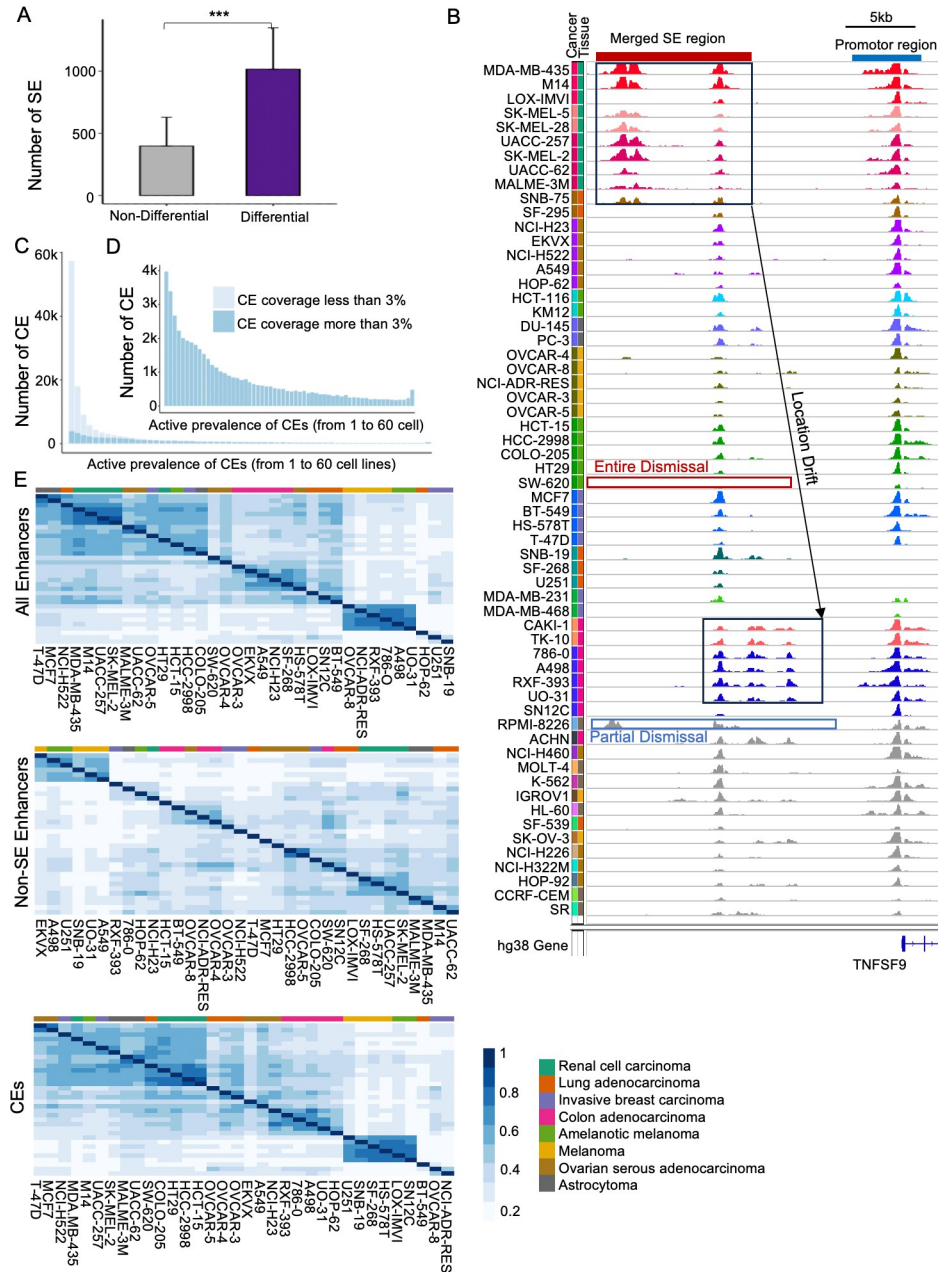 A
***
Number of SE
1000
500
0
Non-Differential
Differential
B
5kb
Cancer
Tissue
Merged SE region
Promotor region
MDA-MB-435
M14
LOX-IMVI
SK-MEL-5
SK-MEL-28
UACC-257
SK-MEL-2
UACC-62
MALME-3M
SNB-75
SF-295
NCI-H23
EKVX
NCI-H522
A549
HOP-62
HCT-116
KM12
DU-145
PC-3
OVCAR-4
OVCAR-8
NCI-ADR-RES
OVCAR-3
OVCAR-5
HCT-15
HCC-2998
COLO-205
HT29
SW-620
MCF7
BT-549
HS-578T
T-47D
SNB-19
SF-268
U251
MDA-MB-231
MDA-MB-468
CAKI-1
TK-10
786-0
A498
RXF-393
UO-31
SN12C
RPMI-8226
ACHN
NCI-H460
MOLT-4
K-562
IGROV1
HL-60
SF-539
SK-OV-3
NCI-H226
NCI-H322M
HOP-92
CCRF-CEM
SR
Entire Dismissal
Location Drift
Partial Dismissal
hg38 Gene
TNFSF9
C
Number of CE
60k
40k
20k
0
Active prevalence of CEs (from 1 to 60 cell lines)
D
Number of CE
4k
3k
2k
1k
0
CE coverage less than 3%
CE coverage more than 3%
Active prevalence of CEs (from 1 to 60 cell)
E
All Enhancers
T-47D
MCF7
NCI-H522
MDA-MB-435
M14
UACC-257
SK-MEL-2
MALME-3M
UACC-62
OVCAR-5
HT29
HCT-15
HCC-2998
COLO-205
SW-620
OVCAR-4
OVCAR-3
EKVX
A549
NCI-H23
SF-268
HS-578T
LOX-IMVI
SN12C
BT-549
OVCAR-8
NCI-ADR-RES
RXF-393
786-O
A498
UO-31
HOP-62
U251
SNB-19
Non-SE Enhancers
EKVX
A498
U251
SNB-19
UO-31
A549
RXF-393
786-0
HOP-62
NCI-H23
HCT-15
BT-549
OVCAR-8
NCI-ADR-RES
OVCAR-4
OVCAR-3
NCI-H522
T-47D
MCF7
HT29
HCC-2998
OVCAR-5
COLO-205
SW-620
SN12C
LOX-IMVI
SF-268
HS-578T
UACC-257
SK-MEL-2
MALME-3M
MDA-MB-435
M14
UACC-62
CEs
T-47D
MCF7
NCI-H522
MDA-MB-435
M14
UACC-257
SK-MEL-2
MALME-3M
UACC-62
SW-620
COLO-205
HT29
HCC-2998
HCT-15
OVCAR-5
OVCAR-4
OVCAR-3
EKVX
A549
NCI-H23
RXF-393
786-0
A498
UO-31
HOP-62
U251
SNB-19
SF-268
HS-578T
LOX-IMVI
SN12C
BT-549
OVCAR-8
NCI-ADR-RES
1
0.8
0.6
0.4
0.2
Renal cell carcinoma
Lung adenocarcinoma
Invasive breast carcinoma
Colon adenocarcinoma
Amelanotic melanoma
Melanoma
Ovarian serous adenocarcinoma
Astrocytoma